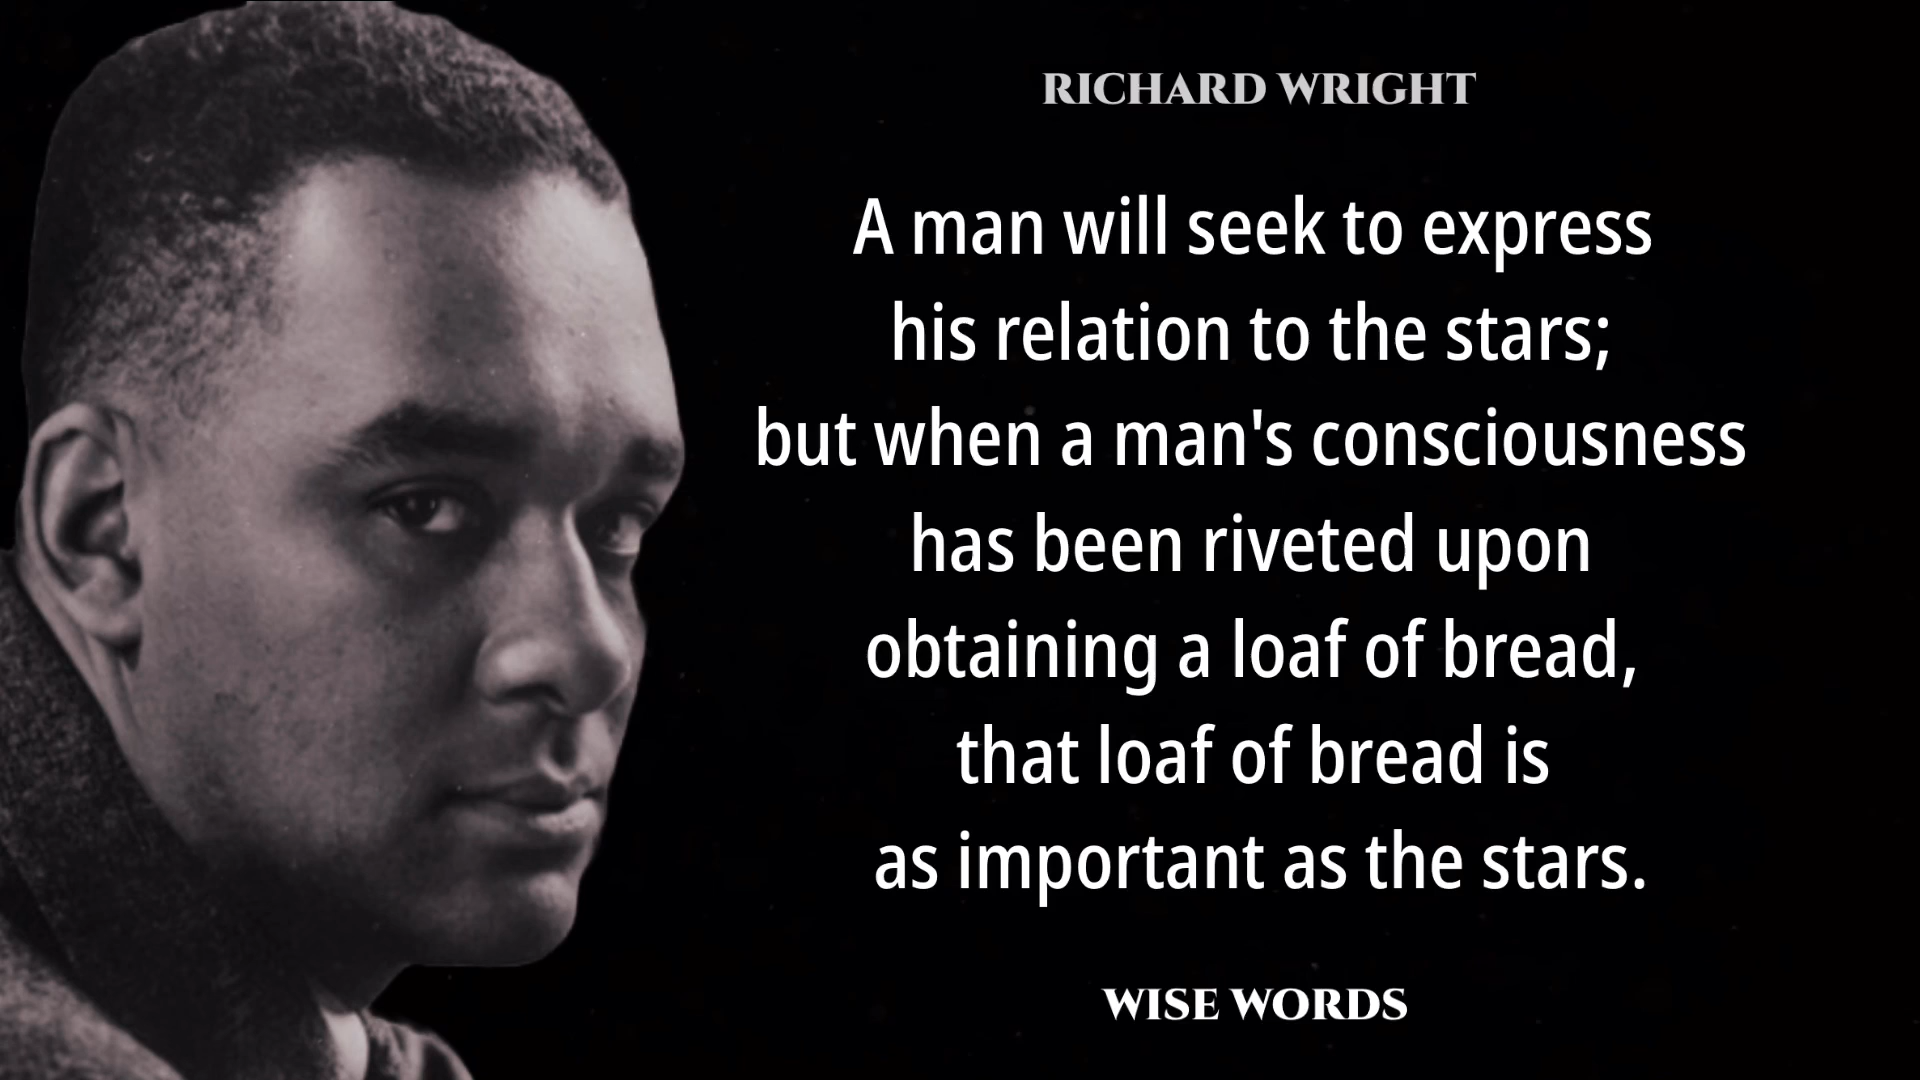 RICHARD WRIGHT
A man will seek to express
his relation to the stars;
but when a man's consciousness
has been riveted upon
obtaining a loaf of bread,
that loaf of bread is
as important as the stars.
WISE WORDS